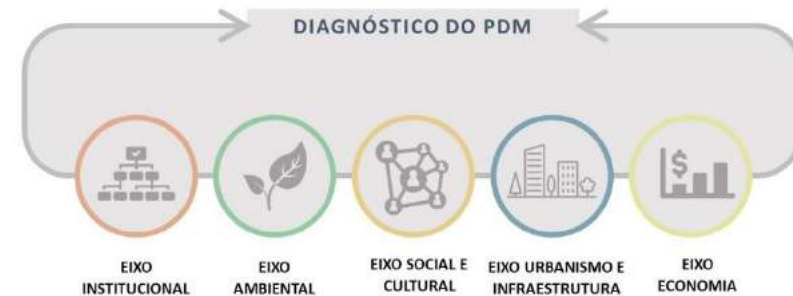 DIAGNÓSTICO DO PDM
$
EIXO
INSTITUCIONAL
EIXO
AMBIENTAL
EIXO SOCIAL E
CULTURAL
EIXO URBANISMO E
INFRAESTRUTURA
EIXO
ECONOMIA